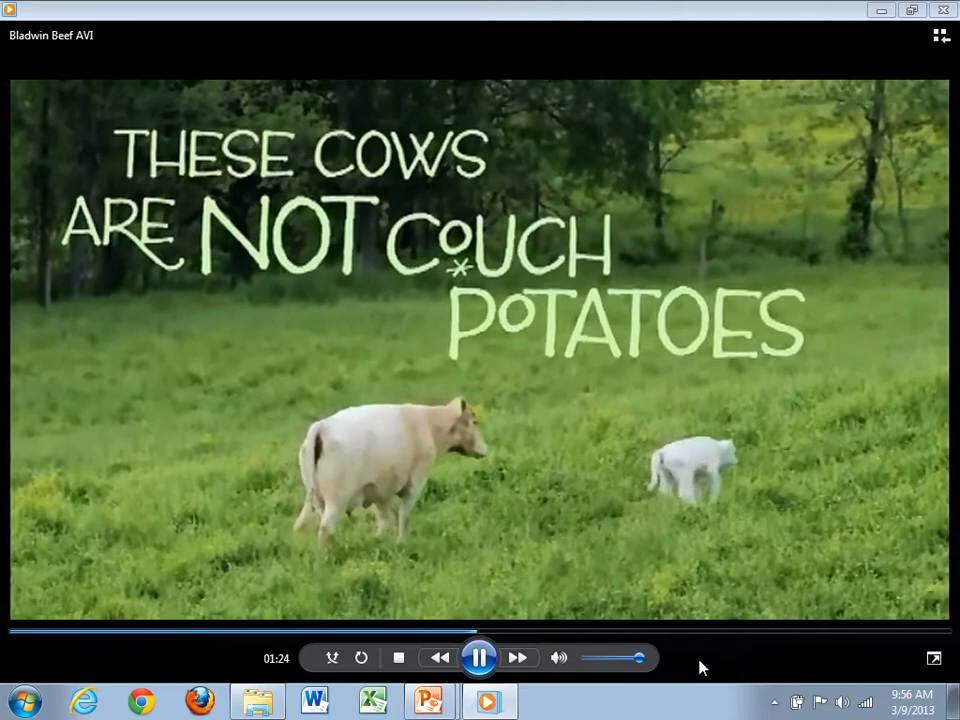 Bladwin Beef AVI
THESE COWS
ARE NOT COUCH
POTATOES
01:24
9:56 AM
3/9/2013